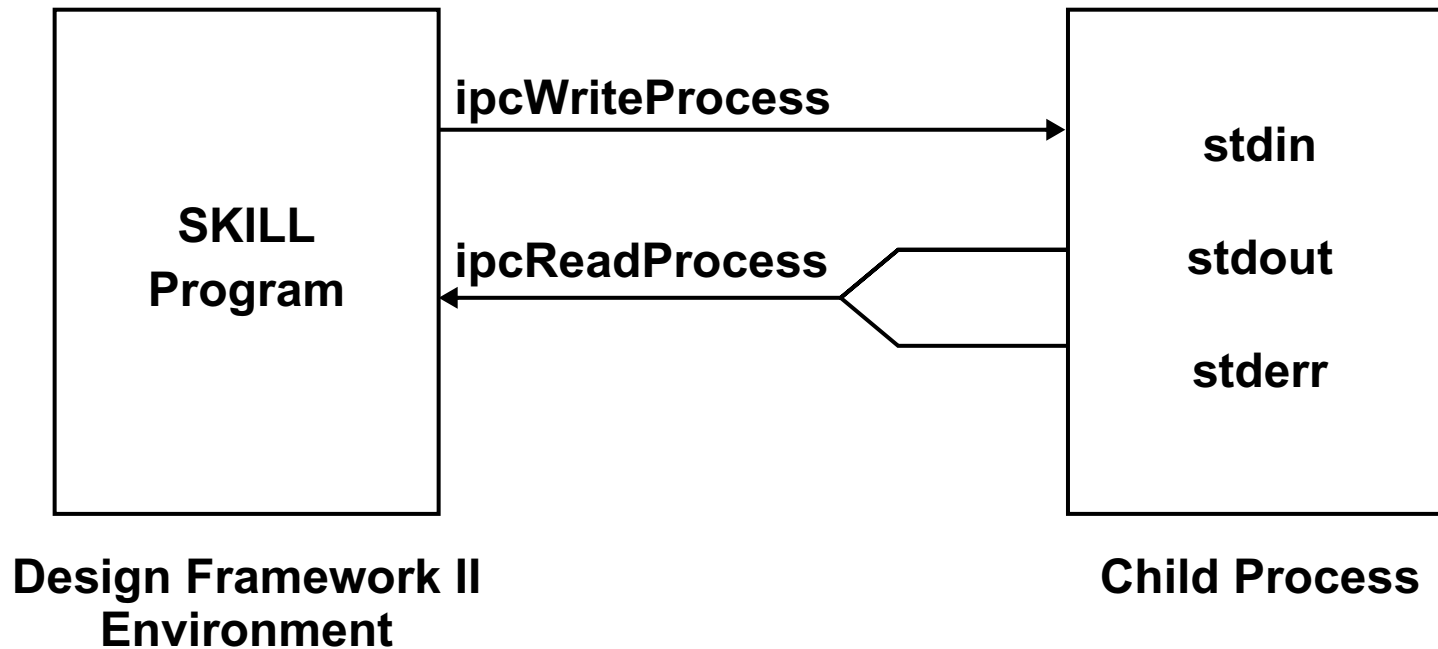 ipcWriteProcess
SKILL
Program
ipcReadProcess
stdin
stdout
stderr
Design Framework II
Environment
Child Process